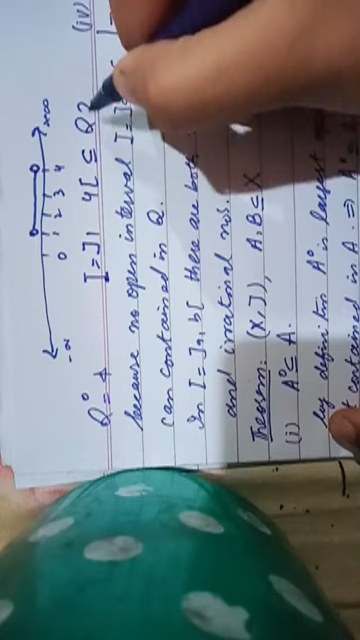 -∞ 0 1 2 3 4 +∞
Q° = ϕ I = ]1, 4[ ⊆ Q? (iv)
because no open interval I = ]a
can contained in Q.
In I = ]a, b[ there are both
and irrational nos.
Theorem: (X, J), A, B ⊆ X
(i) A° ⊆ A.
by definition A° is largest
contained in A. ⇒ A° ⊆